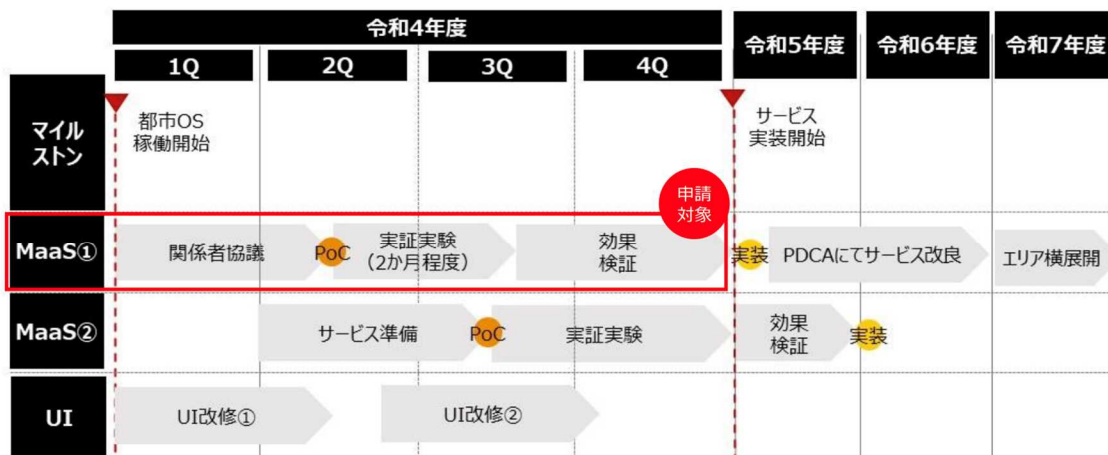 令和4年度
令和5年度
令和6年度
令和7年度
1Q
2Q
3Q
4Q
マイル
ストン
都市OS
稼働開始
サービス
実装開始
申請
対象
MaaS①
関係者協議
PoC
実証実験
(2か月程度)
効果
検証
実装
PDCAにてサービス改良
エリア横展開
MaaS②
サービス準備
PoC
実証実験
効果
検証
実装
UI
UI改修①
UI改修②